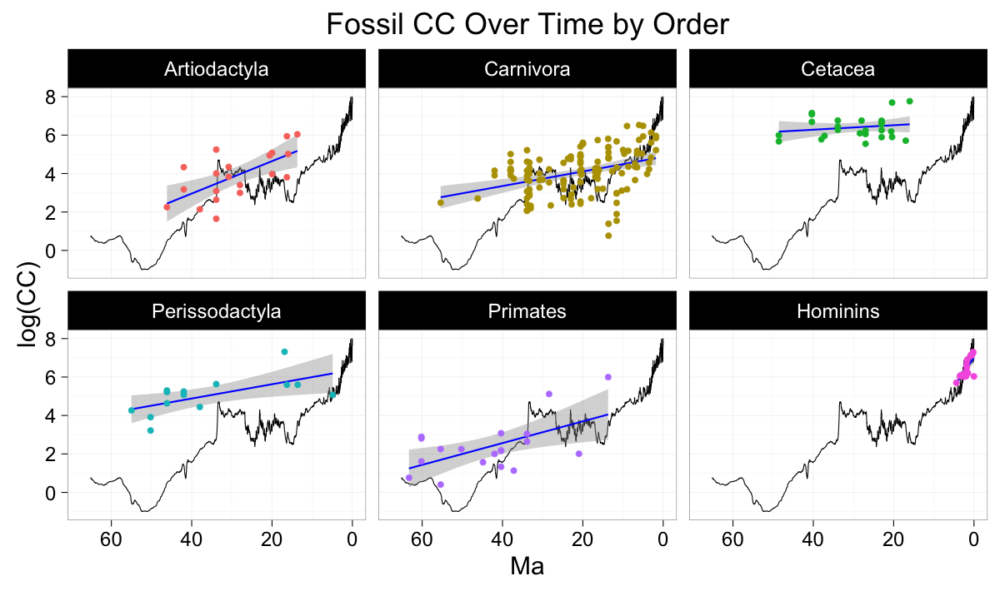 Fossil CC Over Time by Order
Artiodactyla
Carnivora
Cetacea
8
6
4
2
0
Perissodactyla
Primates
Hominins
8
6
4
2
0
log(CC)
60 40 20 0
60 40 20 0
60 40 20 0
Ma